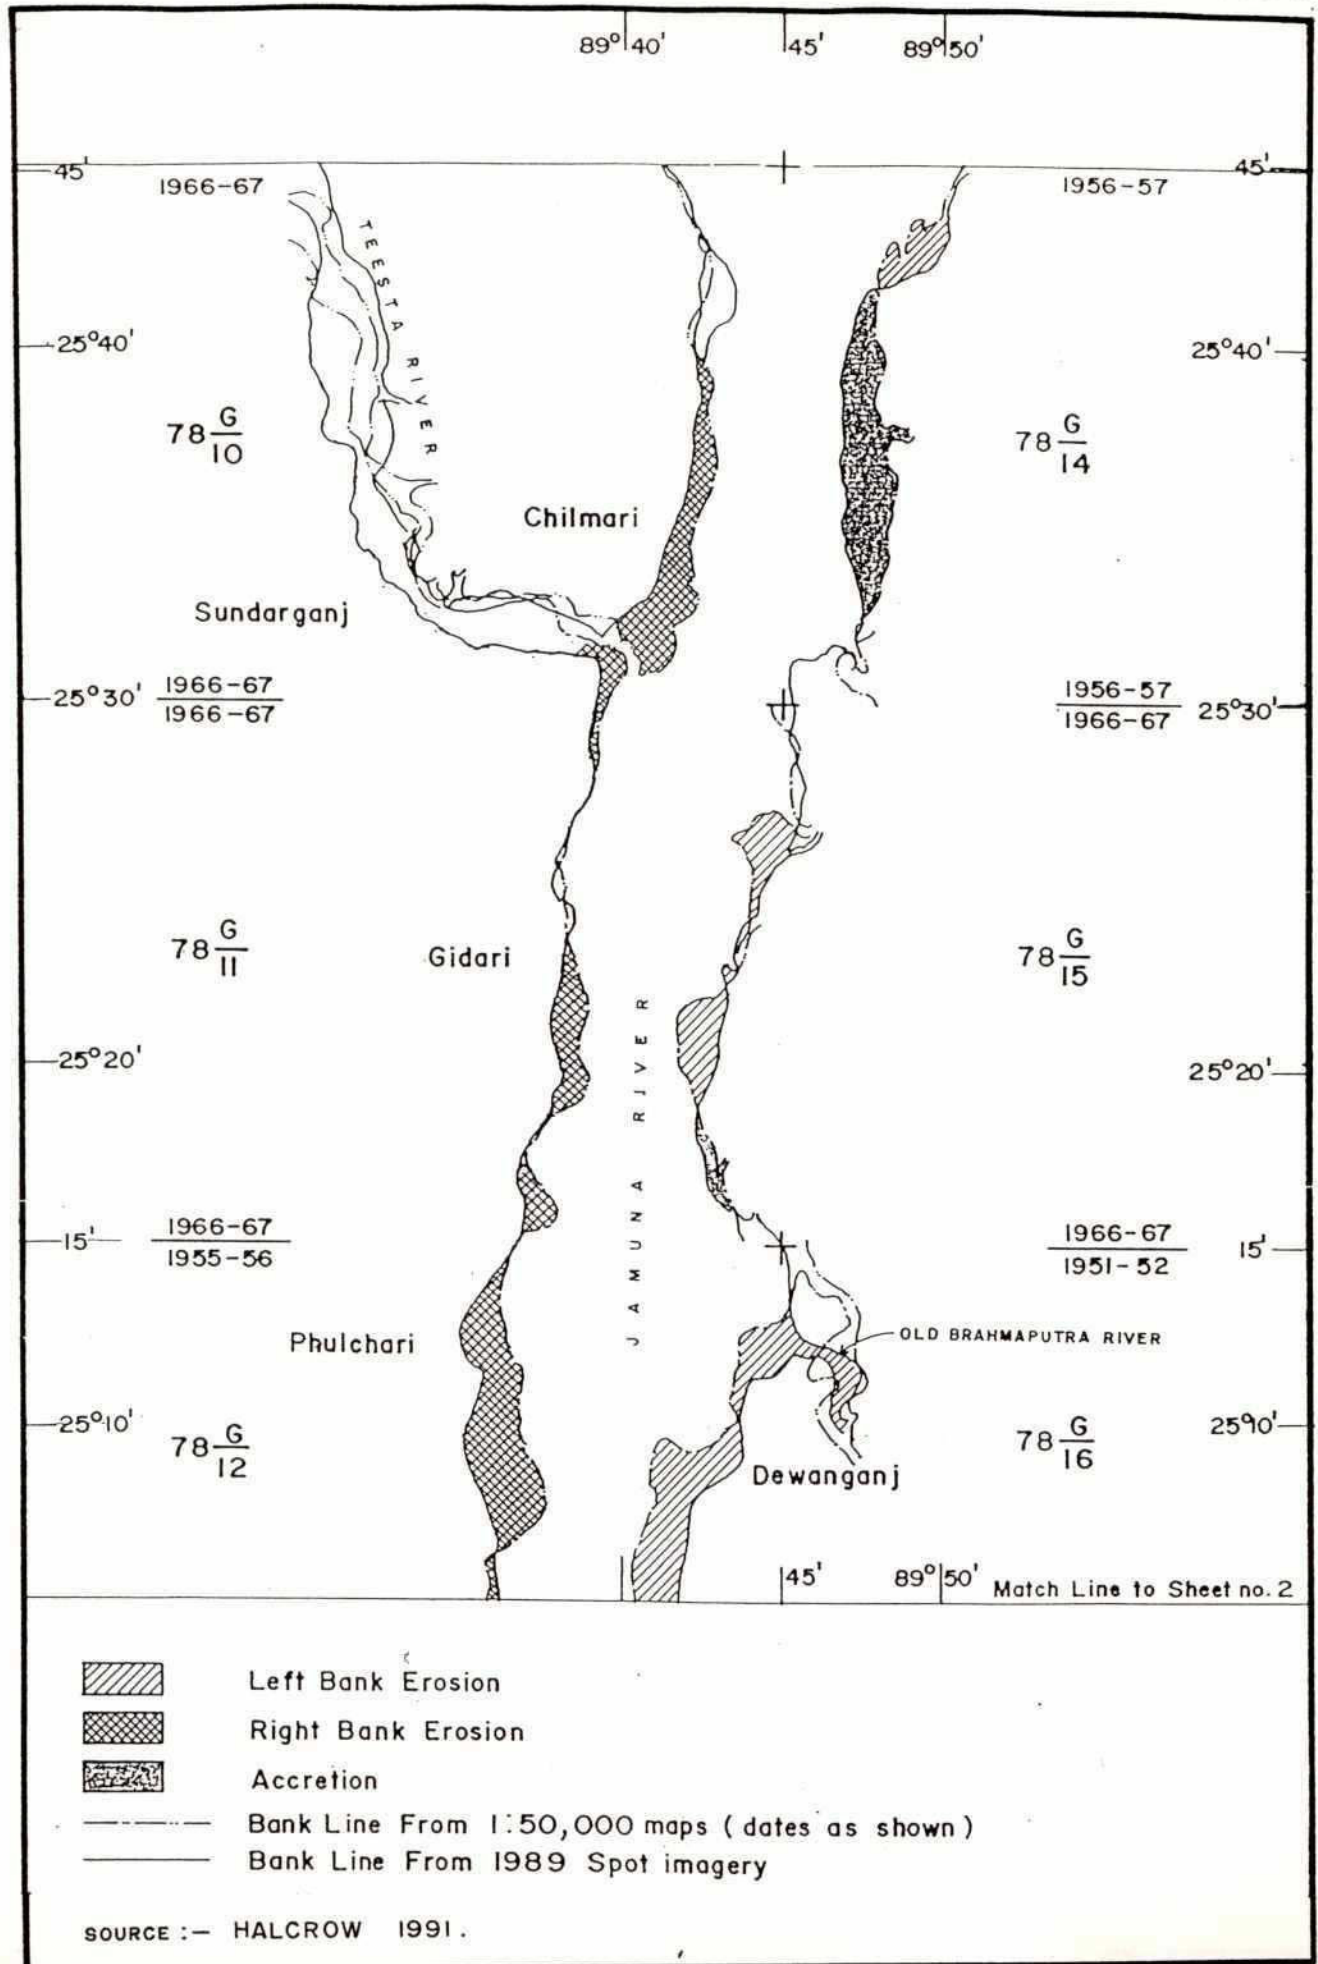 89°40' 45' 89°50'
45' 45'
1966-67 1956-57
TEESTA RIVER
25°40' 25°40'
78 G/10 78 G/14
Chilmari
Sundarganj
25°30' 1966-67 1956-57 25°30'
1966-67 1966-67
78 G/11 Gidari 78 G/15
JAMUNA RIVER
25°20' 25°20'
15' 1966-67 1966-67 15'
1955-56 1951-52
Phulchari OLD BRAHMAPUTRA RIVER
25°10' 25°10'
78 G/12 78 G/16
Dewanganj
45' 89°50' Match Line to Sheet no. 2
Left Bank Erosion
Right Bank Erosion
Accretion
Bank Line From 1:50,000 maps (dates as shown)
Bank Line From 1989 Spot imagery
SOURCE :— HALCROW 1991.